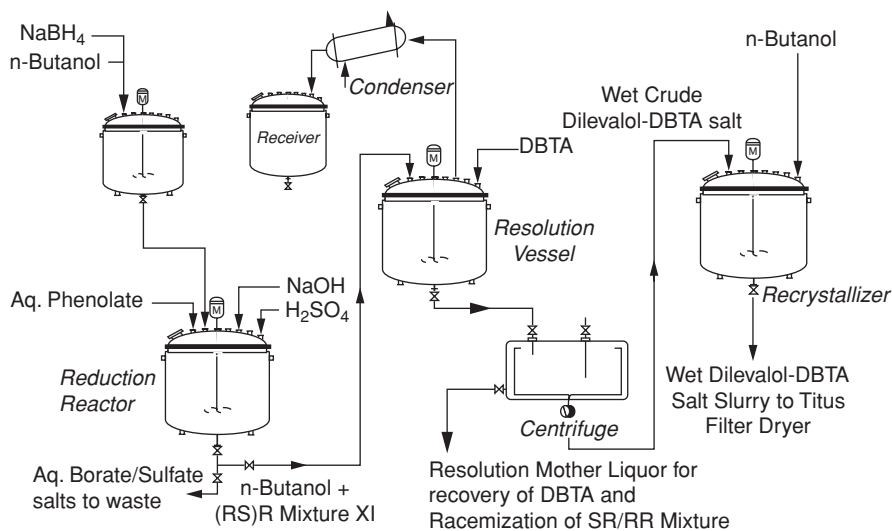 NaBH4
n-Butanol
M
Condenser
Receiver
n-Butanol
Wet Crude
Dilevalol-DBTA salt
DBTA
M
M
Resolution
Vessel
Recrystallizer
Aq. Phenolate
NaOH
H2SO4
M
Reduction
Reactor
Centrifuge
Wet Dilevalol-DBTA
Salt Slurry to Titus
Filter Dryer
Aq. Borate/Sulfate
salts to waste
n-Butanol +
(RS)R Mixture XI
Resolution Mother Liquor for
recovery of DBTA and
Racemization of SR/RR Mixture